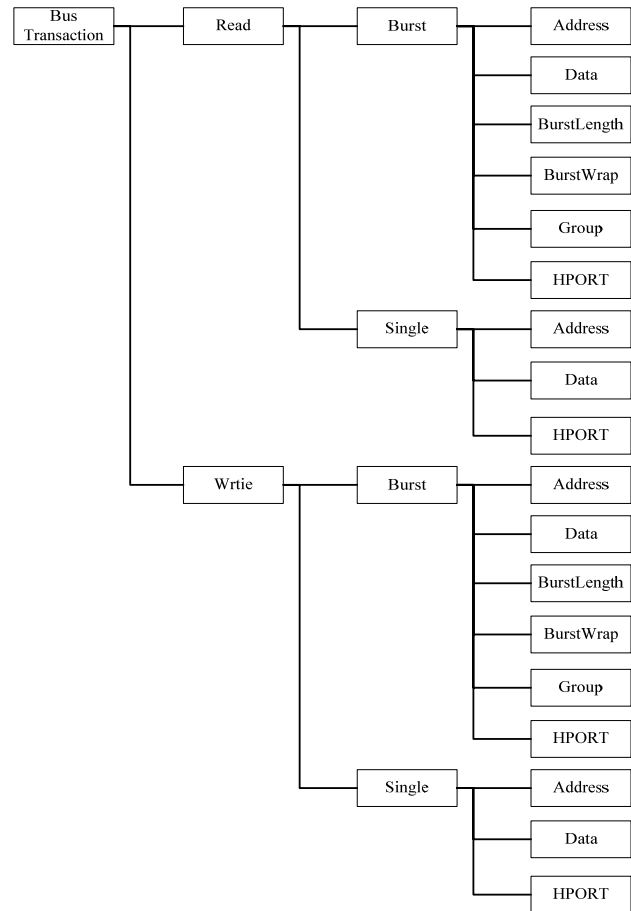 Bus
Transaction
Read
Burst
Address
Data
BurstLength
BurstWrap
Group
HPORT
Single
Address
Data
HPORT
Wrtie
Burst
Address
Data
BurstLength
BurstWrap
Group
HPORT
Single
Address
Data
HPORT